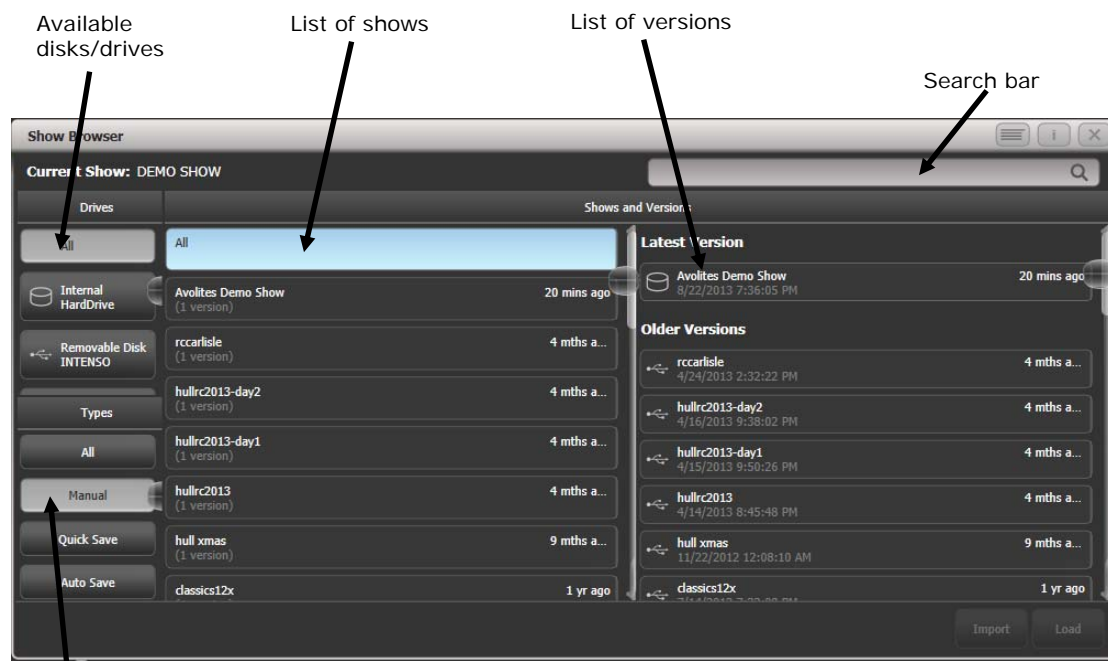 Available
disks/drives
List of shows
List of versions
Search bar
Show Browser
i
Current Show: DEMO SHOW
Drives
Shows and Versions
All
Internal
HardDrive
Removable Disk
INTENSO
Types
All
Manual
Quick Save
Auto Save
All
Avolites Demo Show 20 mins ago
(1 version)
rccarlisle 4 mths a...
(1 version)
hullrc2013-day2 4 mths a...
(1 version)
hullrc2013-day1 4 mths a...
(1 version)
hullrc2013 4 mths a...
(1 version)
hull xmas 9 mths a...
(1 version)
classics12x 1 yr ago
Latest Version
Avolites Demo Show 20 mins ago
8/22/2013 7:36:05 PM
Older Versions
rccarlisle 4 mths a...
4/24/2013 2:32:22 PM
hullrc2013-day2 4 mths a...
4/16/2013 9:38:02 PM
hullrc2013-day1 4 mths a...
4/15/2013 9:50:26 PM
hullrc2013 4 mths a...
4/14/2013 8:45:48 PM
hull xmas 9 mths a...
11/22/2012 12:08:10 AM
classics12x 1 yr ago
Import
Load